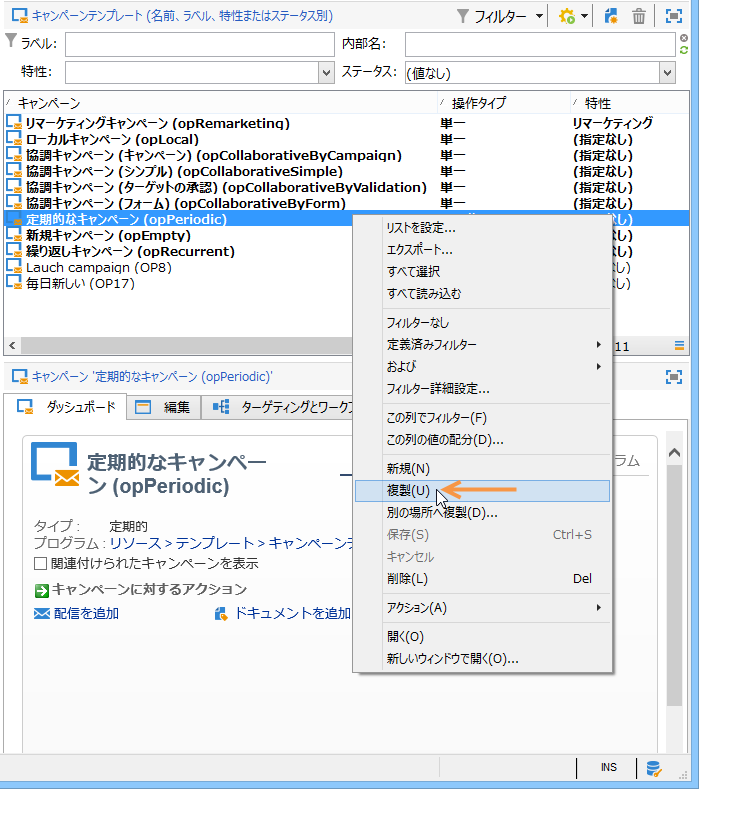 キャンペーンテンプレート (名前、ラベル、特性またはステータス別)
フィルター
ラベル:
内部名:
特性:
ステータス: (値なし)
キャンペーン 操作タイプ 特性
リマーケティングキャンペーン (opRemarketing) 単一 リマーケティング
ローカルキャンペーン (opLocal) 単一 (指定なし)
協調キャンペーン (キャンペーン) (opCollaborativeByCampaign) 単一 (指定なし)
協調キャンペーン (シンプル) (opCollaborativeSimple) 単一 (指定なし)
協調キャンペーン (ターゲットの承認) (opCollaborativeByValidation) 単一 (指定なし)
協調キャンペーン (フォーム) (opCollaborativeByForm) 単一 (指定なし)
定期的なキャンペーン (opPeriodic)
新規キャンペーン (opEmpty)
繰り返しキャンペーン (opRecurrent)
Lauch campaign (OP8)
毎日新しい (OP17)
11
リストを設定...
エクスポート...
すべて選択
すべて読み込む
フィルターなし
定義済みフィルター
および
フィルター詳細設定...
この列でフィルター(F)
この列の値の配分(D)...
新規(N)
複製(U)
別の場所へ複製(D)...
保存(S) Ctrl+S
キャンセル
削除(L) Del
アクション(A)
開く(O)
新しいウィンドウで開く(O)...
キャンペーン '定期的なキャンペーン (opPeriodic)'
ダッシュボード 編集 ターゲティングとワークフ
定期的なキャンペー
ン (opPeriodic)
ラム
タイプ : 定期的
プログラム : リソース > テンプレート > キャンペーンテ
関連付けられたキャンペーンを表示
キャンペーンに対するアクション
配信を追加 ドキュメントを追加
INS